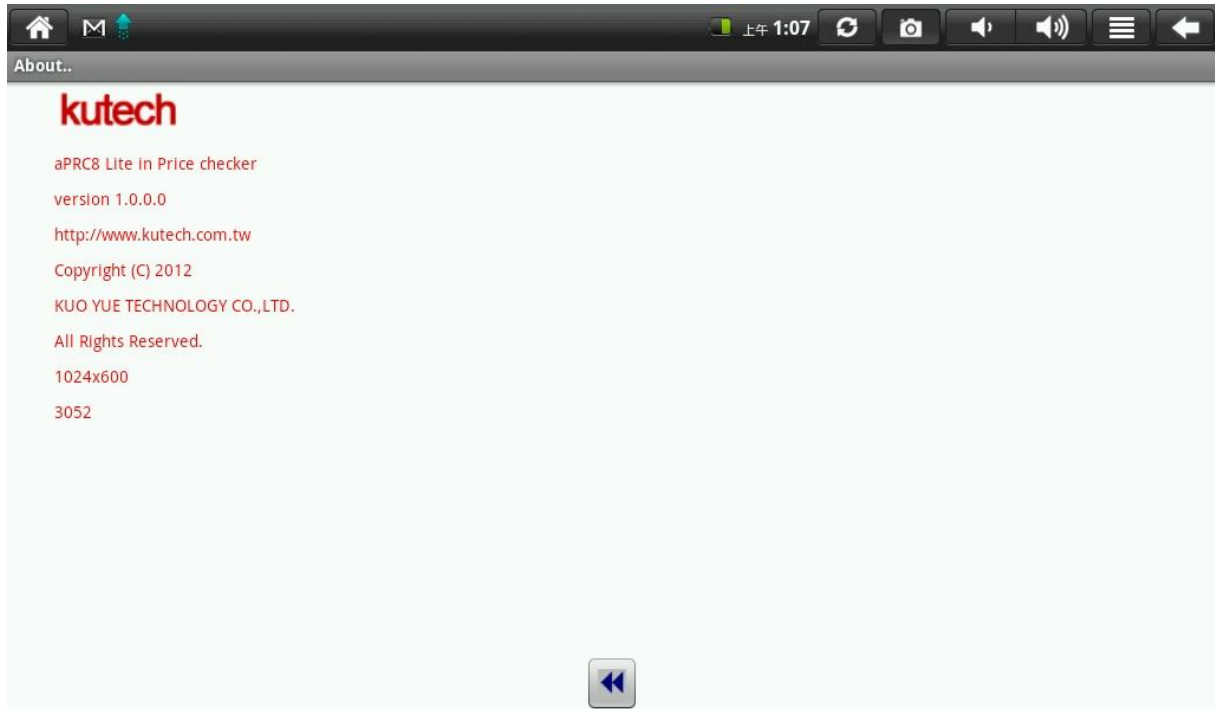 上午 1:07
About..
kutech
aPRC8 Lite in Price checker
version 1.0.0.0
http://www.kutech.com.tw
Copyright (C) 2012
KUO YUE TECHNOLOGY CO.,LTD.
All Rights Reserved.
1024x600
3052